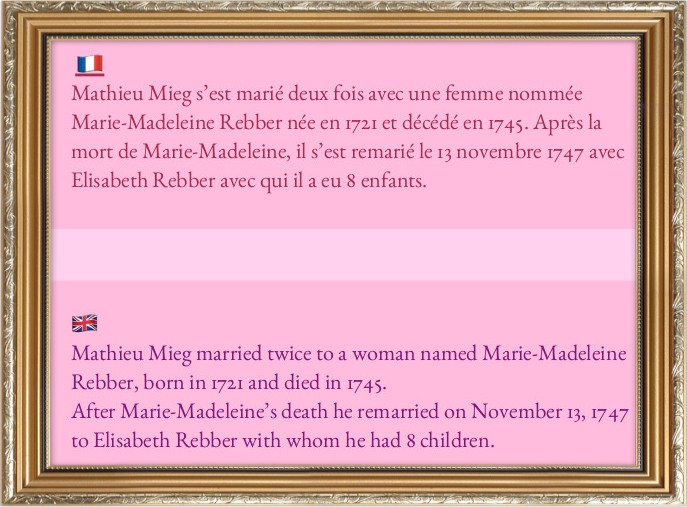 Mathieu Mieg s’est marié deux fois avec une femme nommée
Marie-Madeleine Rebber née en 1721 et décédé en 1745. Après la
mort de Marie-Madeleine, il s’est remarié le 13 novembre 1747 avec
Elisabeth Rebber avec qui il a eu 8 enfants.
Mathieu Mieg married twice to a woman named Marie-Madeleine
Rebber, born in 1721 and died in 1745.
After Marie-Madeleine’s death he remarried on November 13, 1747
to Elisabeth Rebber with whom he had 8 children.